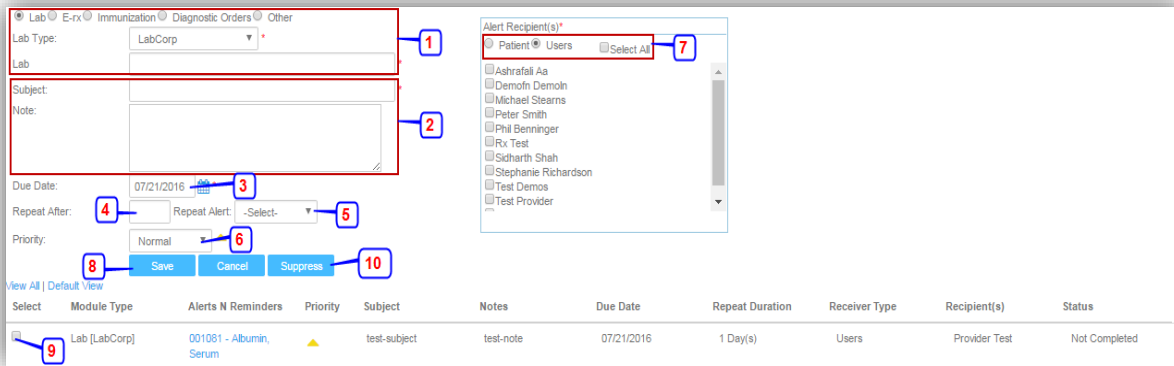 Lab E-rx Immunization Diagnostic Orders Other
Lab Type: LabCorp * 1
Lab *
Subject: *
Note: 2
Due Date: 07/21/2016 * 3
Repeat After: 4 Repeat Alert: -Select- 5
Priority: Normal 6
8 Save Cancel Suppress 10
Alert Recipient(s)*
Patient Users Select All 7
Ashrafali Aa
Demofn Demoln
Michael Stearns
Peter Smith
Phil Benninger
Rx Test
Sidharth Shah
Stephanie Richardson
Test Demos
Test Provider
View All | Default View
Select Module Type Alerts N Reminders Priority Subject Notes Due Date Repeat Duration Receiver Type Recipient(s) Status
Lab [LabCorp] 001081 - Albumin, test-subject test-note 07/21/2016 1 Day(s) Users Provider Test Not Completed
9 Serum